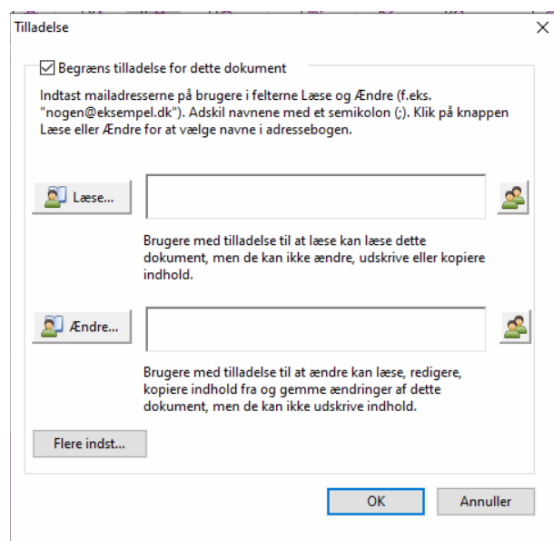 Tilladelse
Begræns tilladelse for dette dokument
Indtast mailadresserne på brugere i felterne Læse og Ændre (f.eks.
"nogen@eksempel.dk"). Adskil navnene med et semikolon (;). Klik på knappen
Læse eller Ændre for at vælge navne i adressebogen.
Læse...
Brugere med tilladelse til at læse kan læse dette
dokument, men de kan ikke ændre, udskrive eller kopiere
indhold.
Ændre...
Brugere med tilladelse til at ændre kan læse, redigere,
kopiere indhold fra og gemme ændringer af dette
dokument, men de kan ikke udskrive indhold.
Flere indst...
OK
Annuller